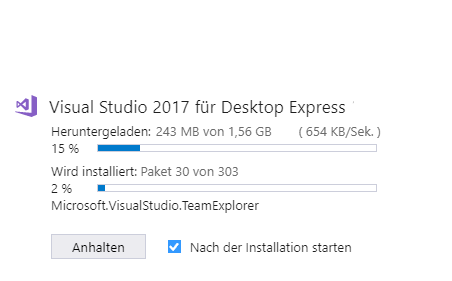 Visual Studio 2017 für Desktop Express
Heruntergeladen: 243 MB von 1,56 GB ( 654 KB/Sek. )
15 %
Wird installiert: Paket 30 von 303
2 %
Microsoft.VisualStudio.TeamExplorer
Anhalten Nach der Installation starten